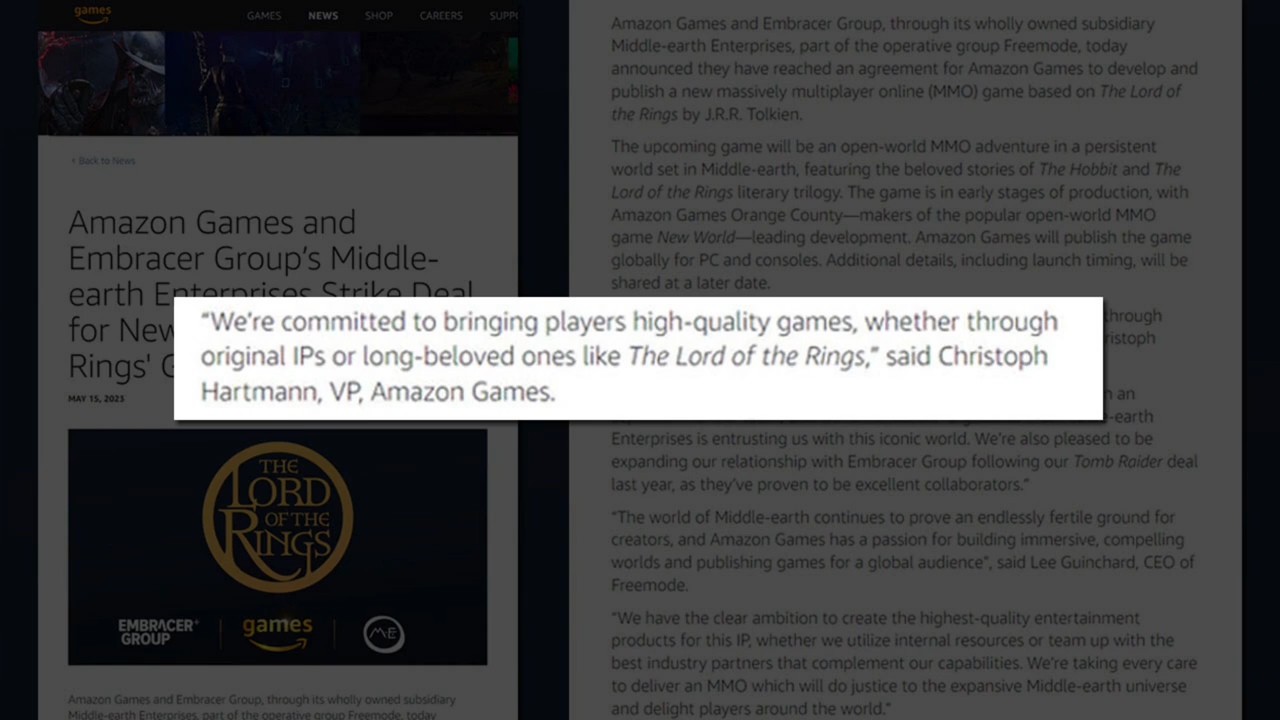 games
GAMES NEWS SHOP CAREERS SUPPO
< Back to News
Amazon Games and
Embracer Group's Middle-
earth Enterprises Strike Deal
for New
Rings' G
MAY 15, 2023
THE
LORD
OF THE
RINGS
EMBRACER+
GROUP
games
ME
Amazon Games and Embracer Group, through its wholly owned subsidiary
Middle-earth Enterprises, part of the operative group Freemode, today
Amazon Games and Embracer Group, through its wholly owned subsidiary
Middle-earth Enterprises, part of the operative group Freemode, today
announced they have reached an agreement for Amazon Games to develop and
publish a new massively multiplayer online (MMO) game based on The Lord of
the Rings by J.R.R. Tolkien.
The upcoming game will be an open-world MMO adventure in a persistent
world set in Middle-earth, featuring the beloved stories of The Hobbit and The
Lord of the Rings literary trilogy. The game is in early stages of production, with
Amazon Games Orange County—makers of the popular open-world MMO
game New World—leading development. Amazon Games will publish the game
globally for PC and consoles. Additional details, including launch timing, will be
shared at a later date.
“We’re committed to bringing players high-quality games, whether through
original IPs or long-beloved ones like The Lord of the Rings,” said Christoph
Hartmann, VP, Amazon Games.
through
ristoph
an
-earth
Enterprises is entrusting us with this iconic world. We’re also pleased to be
expanding our relationship with Embracer Group following our Tomb Raider deal
last year, as they’ve proven to be excellent collaborators.”
“The world of Middle-earth continues to prove an endlessly fertile ground for
creators, and Amazon Games has a passion for building immersive, compelling
worlds and publishing games for a global audience”, said Lee Guinchard, CEO of
Freemode.
“We have the clear ambition to create the highest-quality entertainment
products for this IP, whether we utilize internal resources or team up with the
best industry partners that complement our capabilities. We’re taking every care
to deliver an MMO which will do justice to the expansive Middle-earth universe
and delight players around the world.”